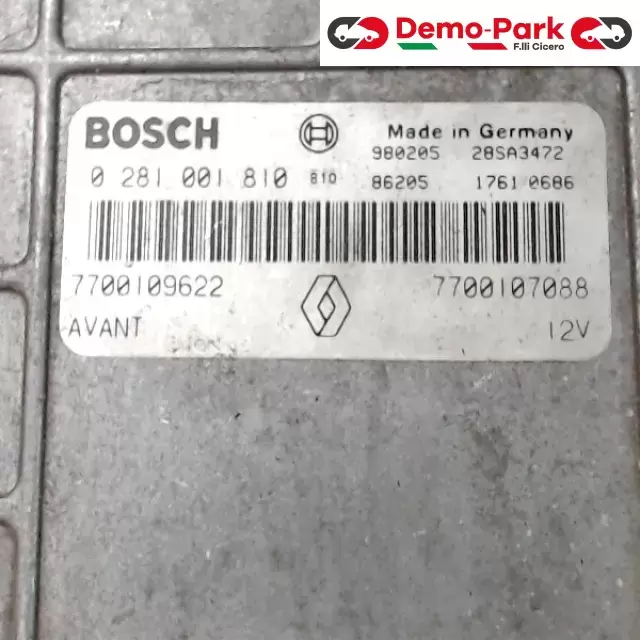 Demo-Park
F.lli Cicero
BOSCH
Made in Germany
980205 28SA3472
0 281 001 810 810 86205 1761 0686
7700109622 7700107088
AVANT 12V